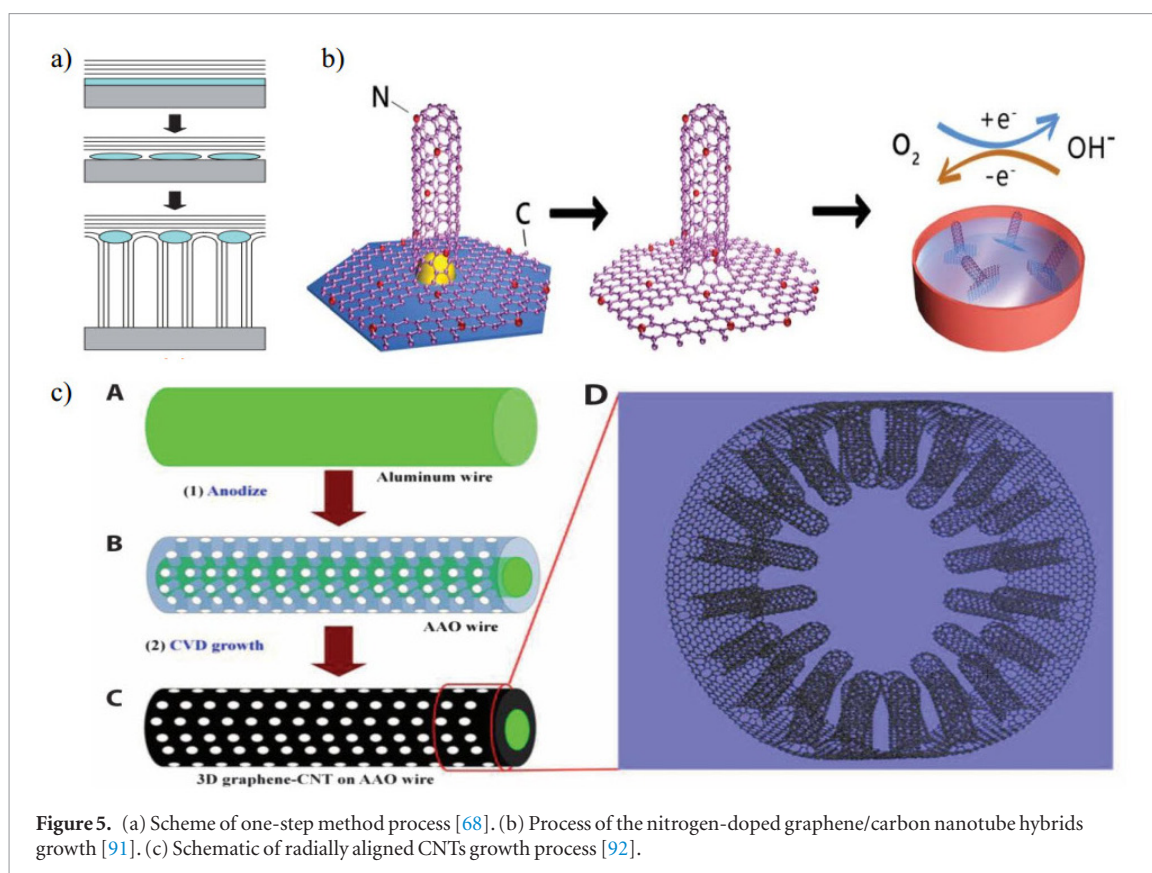 a)
b)
N
C
O₂
+e⁻
-e⁻
OH⁻
c)
A
Aluminum wire
(1) Anodize
B
AAO wire
(2) CVD growth
C
3D graphene-CNT on AAO wire
D
Figure 5. (a) Scheme of one-step method process [68]. (b) Process of the nitrogen-doped graphene/carbon nanotube hybrids
growth [91]. (c) Schematic of radially aligned CNTs growth process [92].